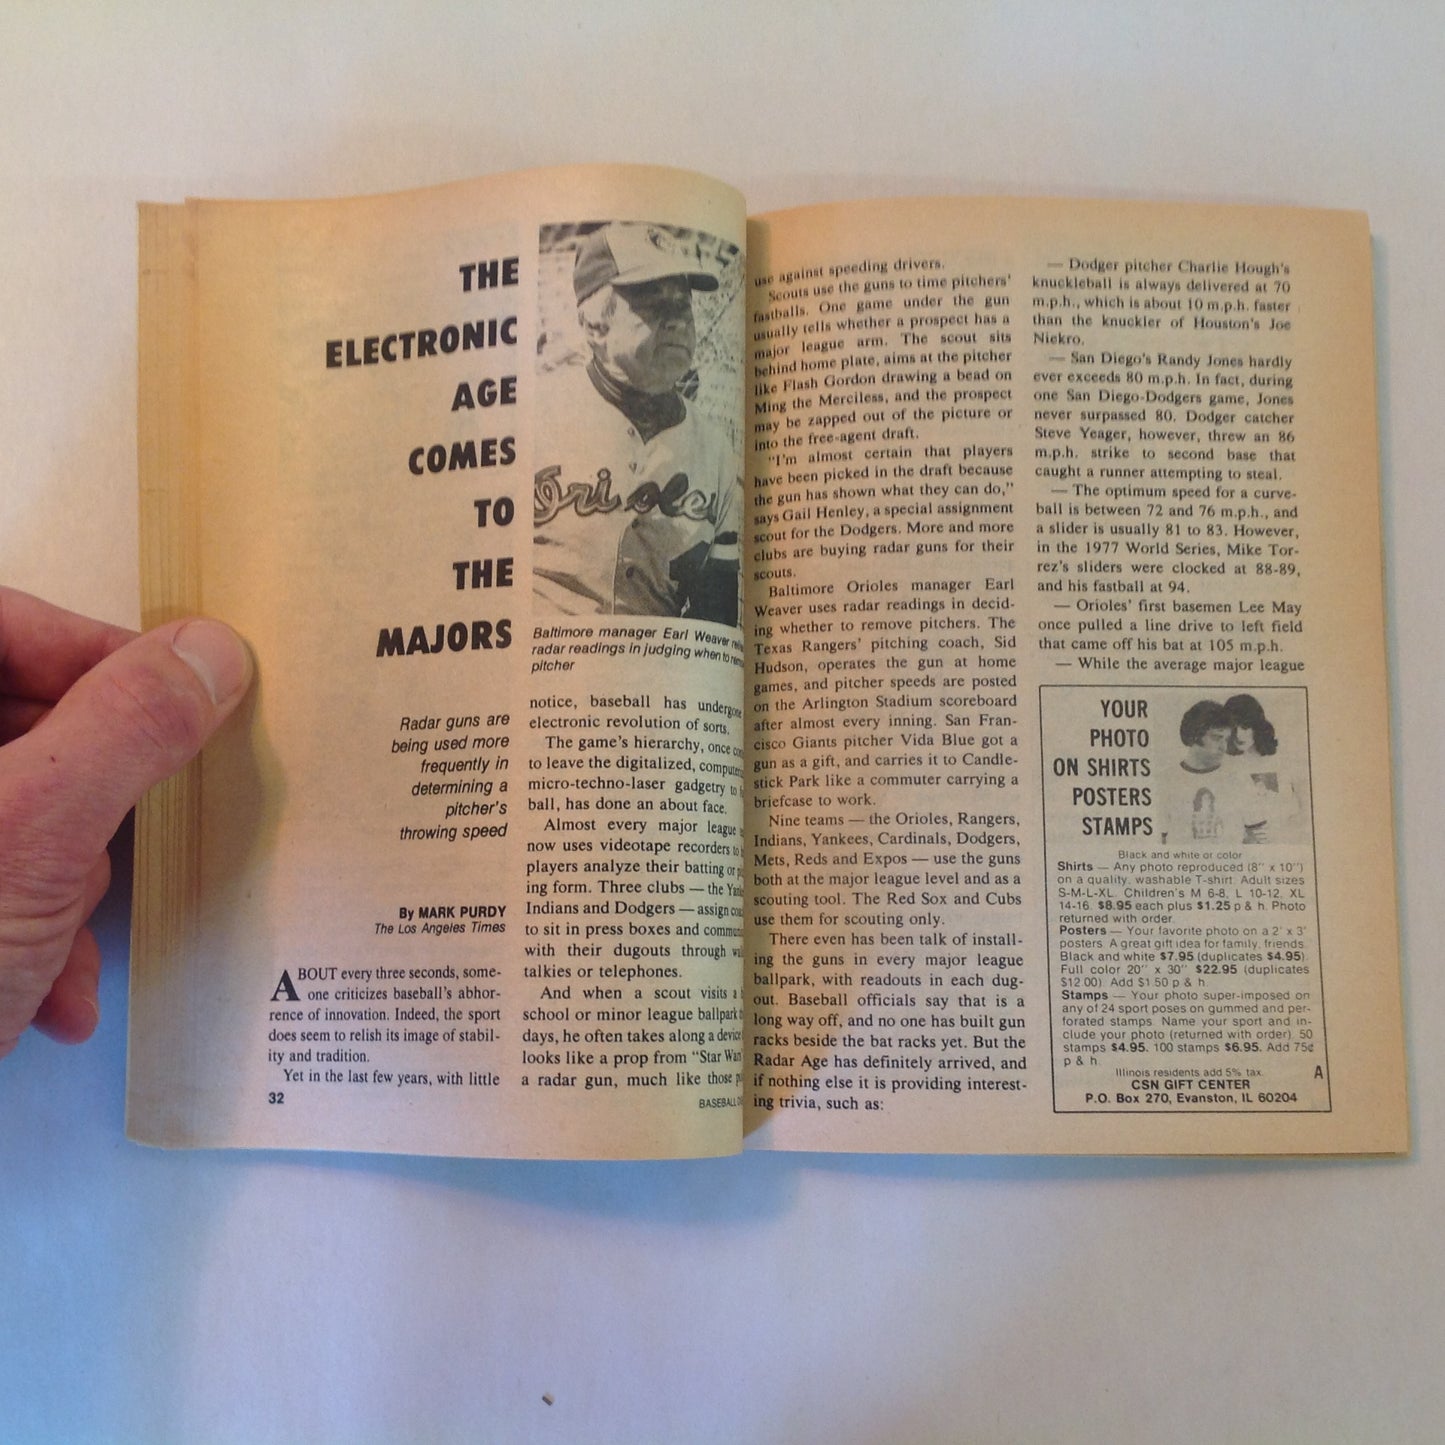 THE
ELECTRONIC
AGE
COMES
TO
THE
MAJORS
Radar guns are
being used more
frequently in
determining a
pitcher's
throwing speed
By MARK PURDY
The Los Angeles Times
ABOUT every three seconds, some-
one criticizes baseball's abhor-
rence of innovation. Indeed, the sport
does seem to relish its image of stabil-
ity and tradition.
Yet in the last few years, with little
32
Orioles
Baltimore manager Earl Weaver
radar readings in judging when to
pitcher
notice, baseball has undergone
electronic revolution of sorts.
The game's hierarchy, once
to leave the digitalized,
micro-techno-laser gadgetry to
ball, has done an about face.
Almost every major league
now uses videotape recorders to
players analyze their batting or
ing form. Three clubs — the
Indians and Dodgers — assign
to sit in press boxes and
with their dugouts through
talkies or telephones.
And when a scout visits a
school or minor league ballpark
days, he often takes along a device
looks like a prop from "Star
a radar gun, much like those
BASEBALL
use against speeding drivers.
Scouts use the guns to time pitchers'
fastballs. One game under the gun
usually tells whether a prospect has a
major league arm. The scout sits
behind home plate, aims at the pitcher
like Flash Gordon drawing a bead on
Ming the Merciless, and the prospect
may be zapped out of the picture or
into the free-agent draft.
"I'm almost certain that players
have been picked in the draft because
the gun has shown what they can do,"
says Gail Henley, a special assignment
scout for the Dodgers. More and more
clubs are buying radar guns for their
scouts.
Baltimore Orioles manager Earl
Weaver uses radar readings in decid-
ing whether to remove pitchers. The
Texas Rangers' pitching coach, Sid
Hudson, operates the gun at home
games, and pitcher speeds are posted
on the Arlington Stadium scoreboard
after almost every inning. San Fran-
cisco Giants pitcher Vida Blue got a
gun as a gift, and carries it to Candle-
stick Park like a commuter carrying a
briefcase to work.
Nine teams — the Orioles, Rangers,
Indians, Yankees, Cardinals, Dodgers,
Mets, Reds and Expos — use the guns
both at the major league level and as a
scouting tool. The Red Sox and Cubs
use them for scouting only.
There even has been talk of install-
ing the guns in every major league
ballpark, with readouts in each dug-
out. Baseball officials say that is a
long way off, and no one has built gun
racks beside the bat racks yet. But the
Radar Age has definitely arrived, and
if nothing else it is providing interest-
ing trivia, such as:
— Dodger pitcher Charlie Hough's
knuckleball is always delivered at 70
m.p.h., which is about 10 m.p.h. faster
than the knuckler of Houston's Joe
Niekro.
— San Diego's Randy Jones hardly
ever exceeds 80 m.p.h. In fact, during
one San Diego-Dodgers game, Jones
never surpassed 80. Dodger catcher
Steve Yeager, however, threw an 86
m.p.h. strike to second base that
caught a runner attempting to steal.
— The optimum speed for a curve-
ball is between 72 and 76 m.p.h., and
a slider is usually 81 to 83. However,
in the 1977 World Series, Mike Tor-
rez's sliders were clocked at 88-89,
and his fastball at 94.
— Orioles' first basemen Lee May
once pulled a line drive to left field
that came off his bat at 105 m.p.h.
— While the average major league
YOUR
PHOTO
ON SHIRTS
POSTERS
STAMPS
Black and white or color
Shirts — Any photo reproduced (8" x 10")
on a quality, washable T-shirt. Adult sizes
S-M-L-XL. Children's M 6-8, L 10-12, XL
14-16. $8.95 each plus $1.25 p & h. Photo
returned with order.
Posters — Your favorite photo on a 2' x 3'
posters. A great gift idea for family, friends.
Black and white $7.95 (duplicates $4.95).
Full color 20" x 30" $22.95 (duplicates
$12.00). Add $1.50 p & h.
Stamps — Your photo super-imposed on
any of 24 sport poses on gummed and per-
forated stamps. Name your sport and in-
clude your photo (returned with order). 50
stamps $4.95. 100 stamps $6.95. Add 75¢
p & h.
Illinois residents add 5% tax. A
CSN GIFT CENTER
P.O. Box 270, Evanston, IL 60204